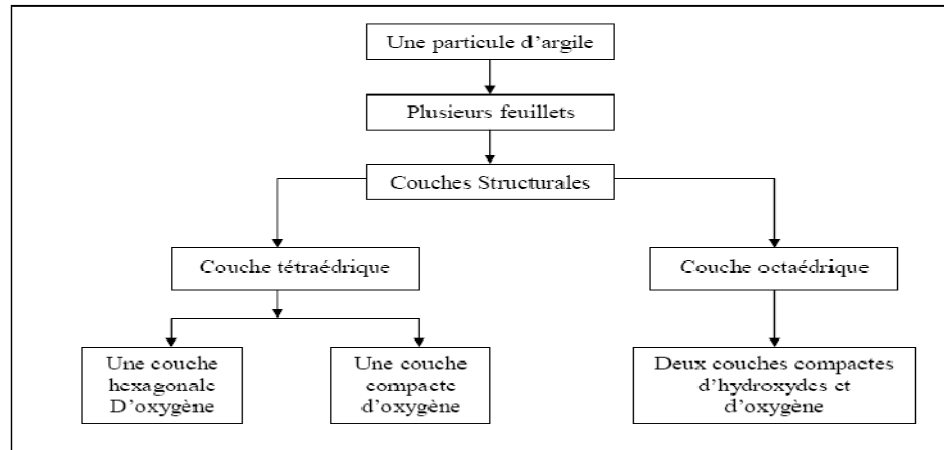 Une particule d'argile
Plusieurs feuillets
Couches Structurales
Couche tétraédrique
Couche octaédrique
Une couche
hexagonale
D'oxygène
Une couche
compacte
d'oxygène
Deux couches compactes
d'hydroxydes et
d'oxygène